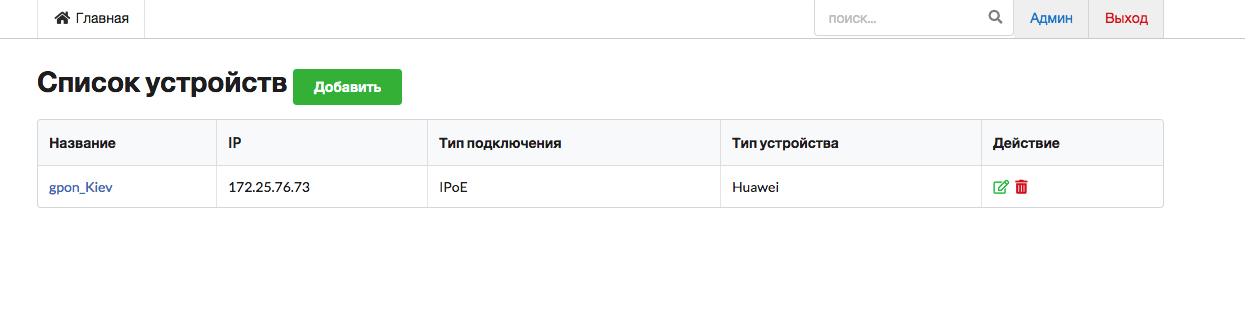 Главная поиск... Админ Выход
Список устройств Добавить
Название IP Тип подключения Тип устройства Действие
gpon_Kiev 172.25.76.73 IPoE Huawei